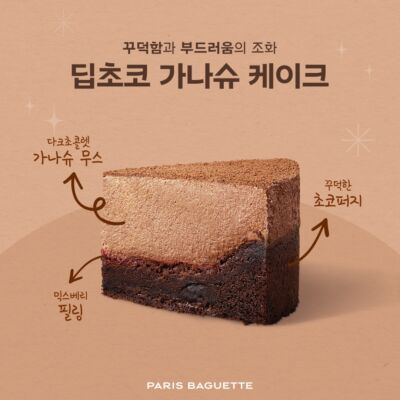 꾸덕함과 부드러움의 조화
딥초코 가나슈 케이크
다크초콜렛
가나슈 무스
꾸덕한
초코퍼지
믹스베리
필링
PARIS BAGUETTE